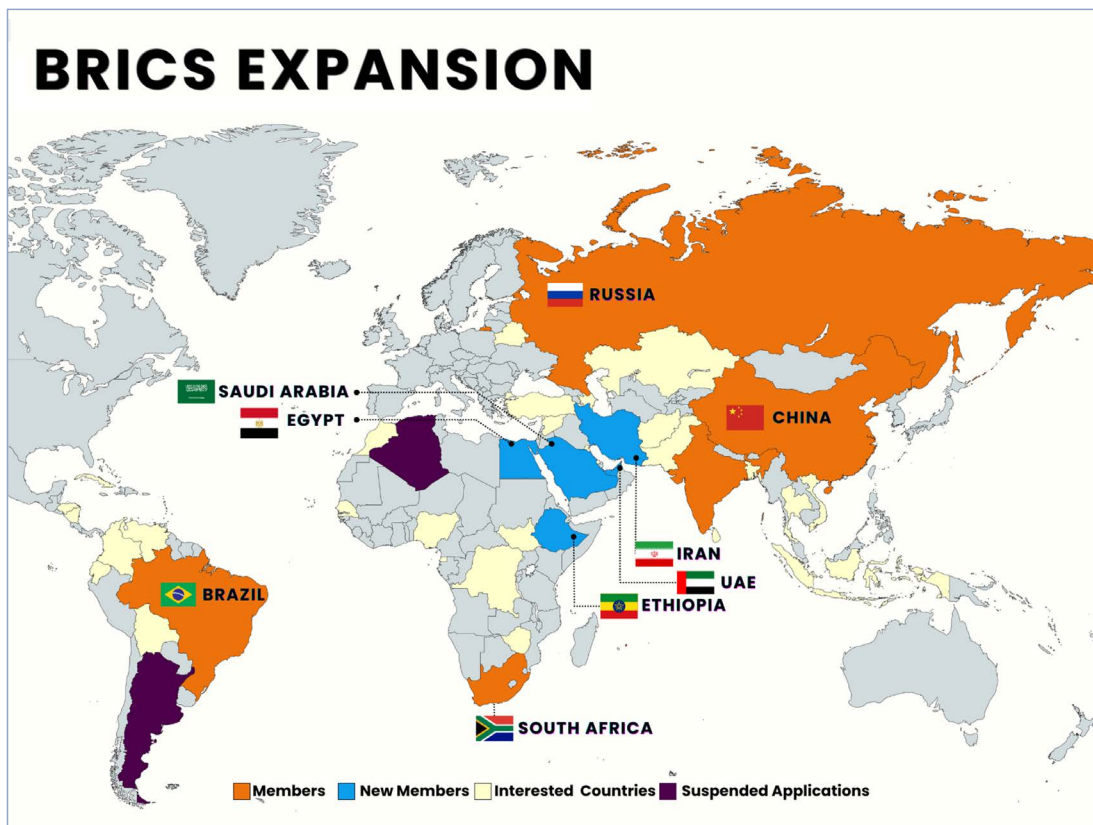 BRICS EXPANSION
RUSSIA
SAUDI ARABIA
EGYPT
CHINA
IRAN
UAE
BRAZIL
ETHIOPIA
SOUTH AFRICA
Members New Members Interested Countries Suspended Applications